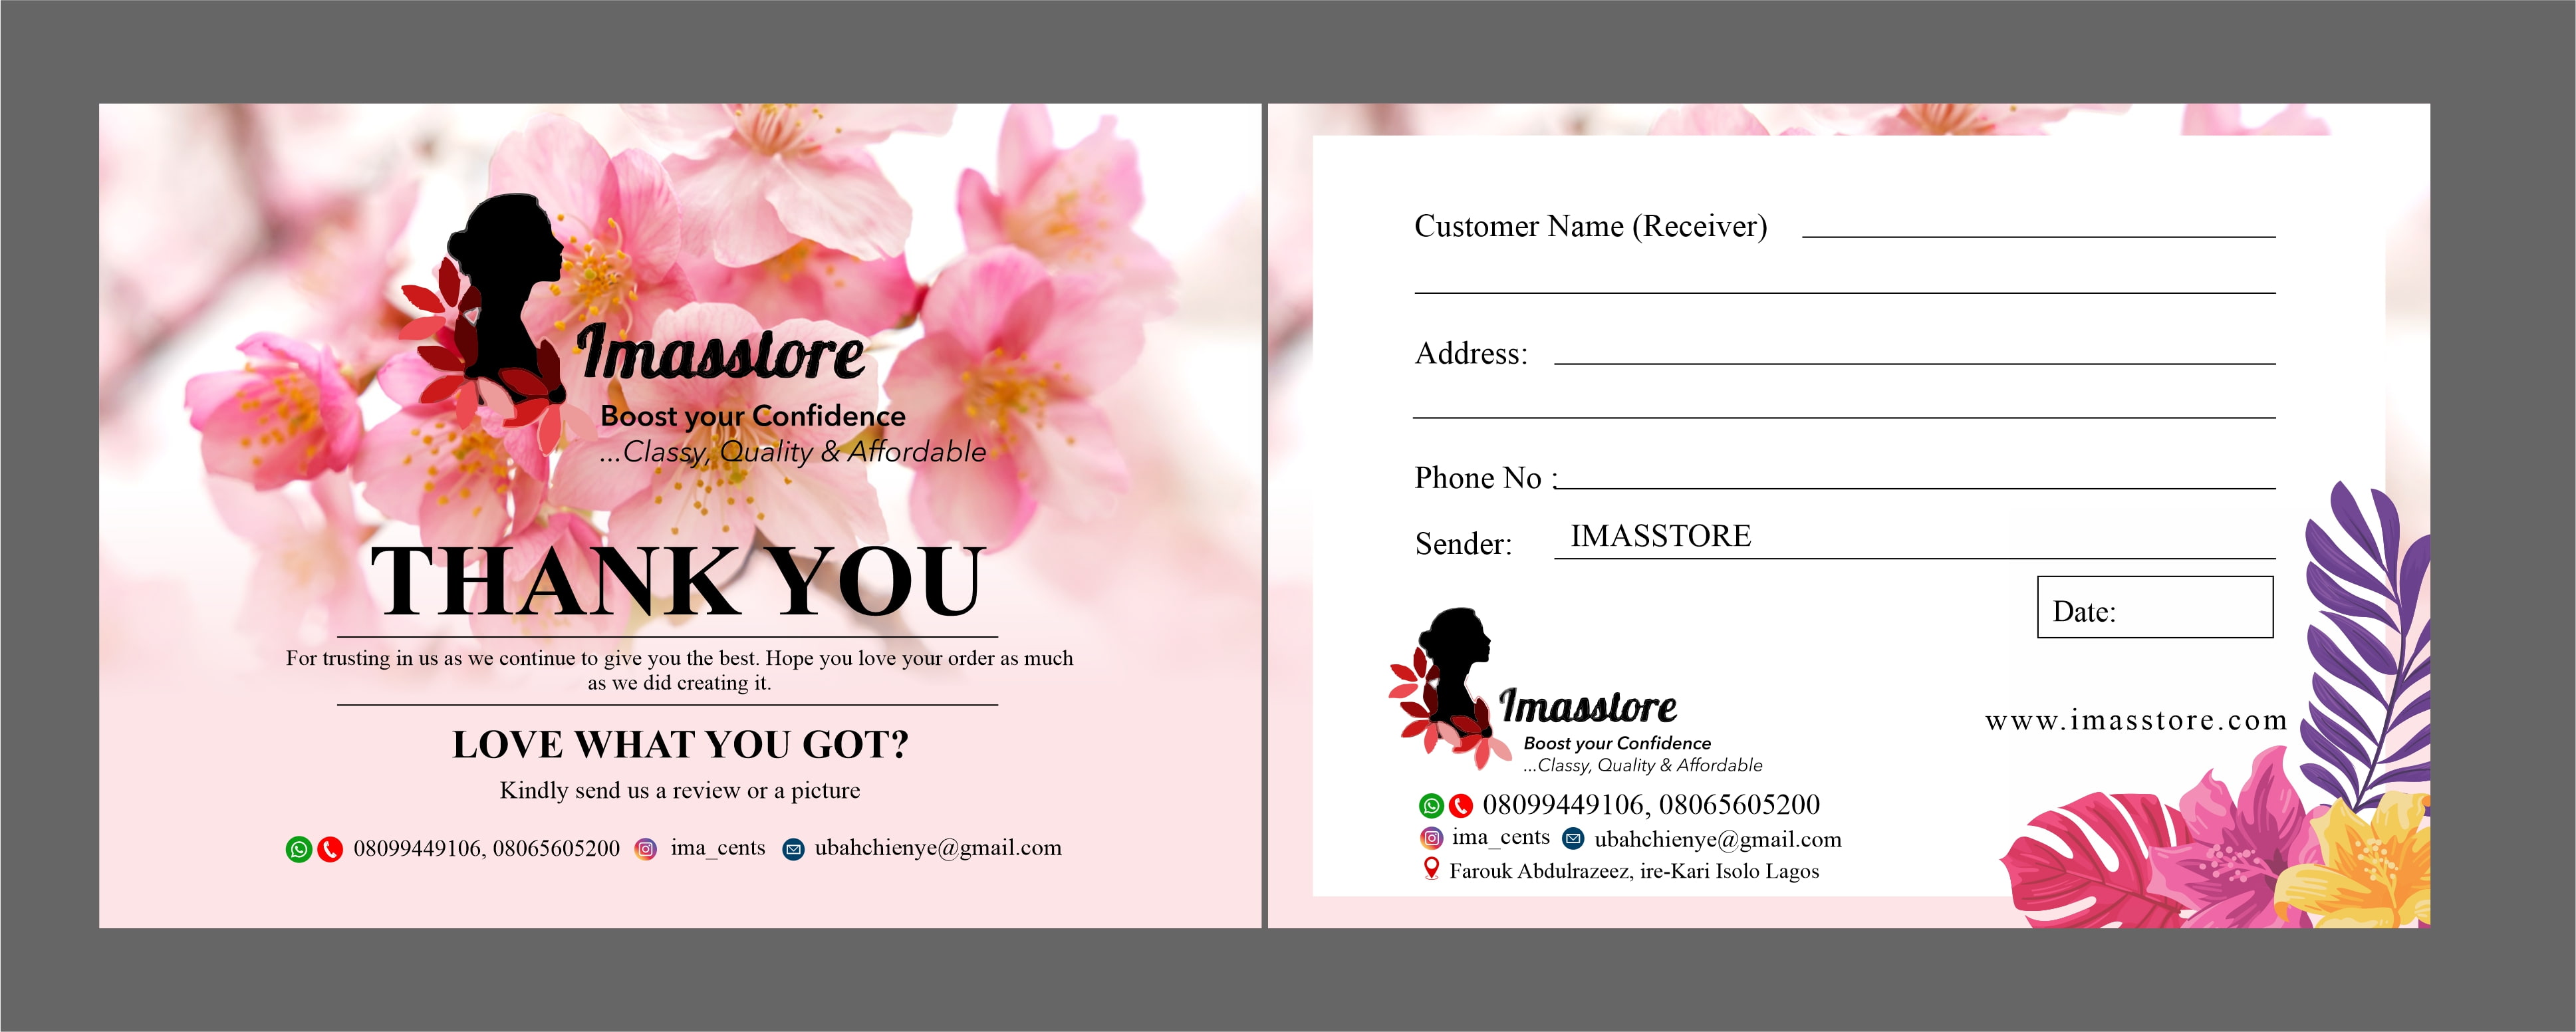 Imasstore
Boost your Confidence
...Classy, Quality & Affordable
THANK YOU
For trusting in us as we continue to give you the best. Hope you love your order as much
as we did creating it.
LOVE WHAT YOU GOT?
Kindly send us a review or a picture
08099449106, 08065605200 ima_cents ubahchienye@gmail.com
Customer Name (Receiver)
Address:
Phone No :
Sender: IMASSTORE
Date:
Imasstore
Boost your Confidence
...Classy, Quality & Affordable
www.imasstore.com
08099449106, 08065605200
ima_cents ubahchienye@gmail.com
Farouk Abdulrazeez, ire-Kari Isolo Lagos